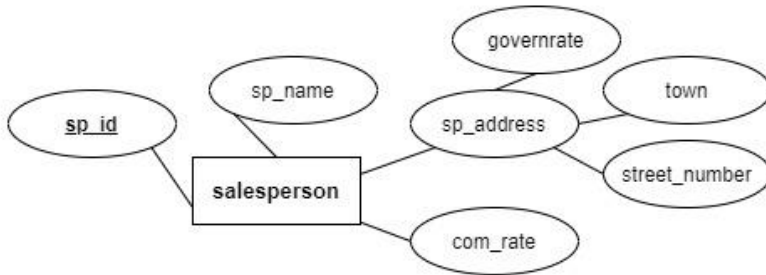 governrate
sp_name
town
sp_id
sp_address
street_number
salesperson
com_rate